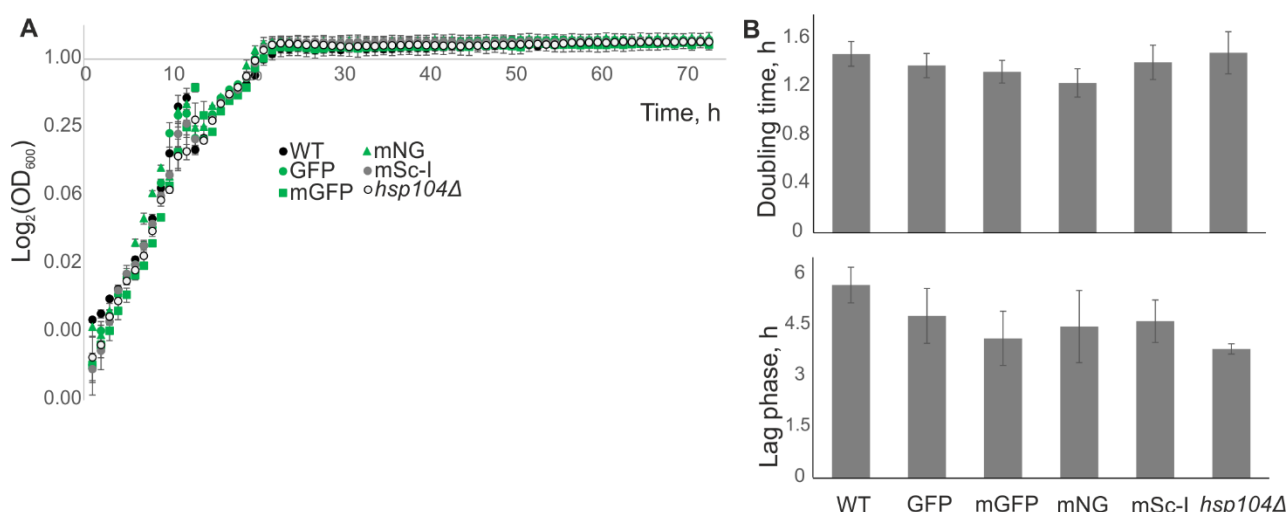 A
Log₂(OD₆₀₀)
1.00
0.25
0.06
0.02
0.00
0.00
0 10 20 30 40 50 60 70
Time, h
WT mNG
GFP mSc-I
mGFP hsp104Δ
B
Doubling time, h
1.6
1.2
0.8
0.4
0
Lag phase, h
6
4.5
3
1.5
0
WT GFP mGFP mNG mSc-I hsp104Δ